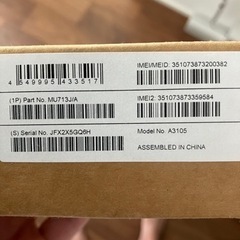 IMEI/MEID: 351073873200382
4 549995 433517
(1P) Part No. MU713J/A
IMEI2: 351073873359584
(S) Serial No. JFX2X5GQ6H
Model No. A3105
ASSEMBLED IN CHINA